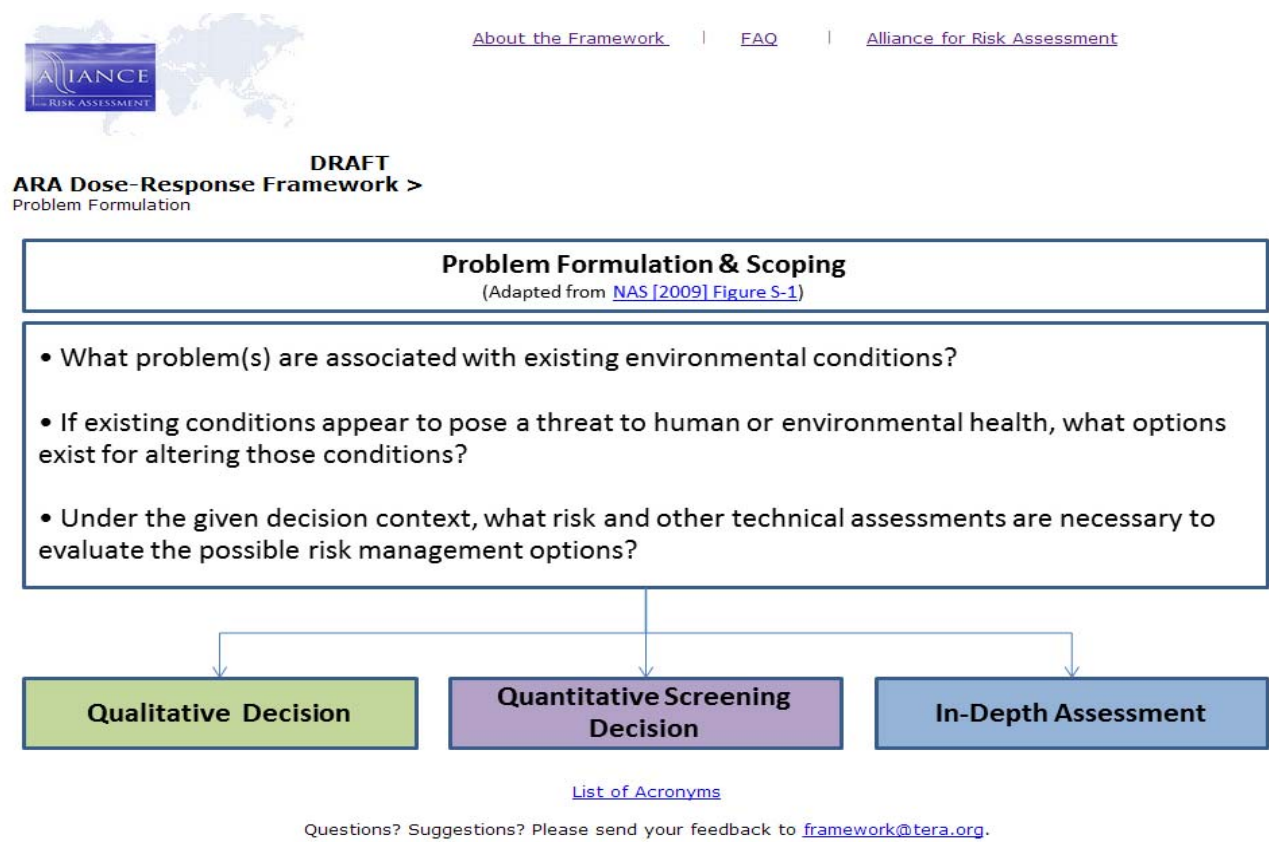 About the Framework | FAQ | Alliance for Risk Assessment
ALLIANCE
RISK ASSESSMENT
DRAFT
ARA Dose-Response Framework >
Problem Formulation
Problem Formulation & Scoping
(Adapted from NAS [2009] Figure S-1)
• What problem(s) are associated with existing environmental conditions?
• If existing conditions appear to pose a threat to human or environmental health, what options
exist for altering those conditions?
• Under the given decision context, what risk and other technical assessments are necessary to
evaluate the possible risk management options?
Qualitative Decision
Quantitative Screening
Decision
In-Depth Assessment
List of Acronyms
Questions? Suggestions? Please send your feedback to framework@tera.org.